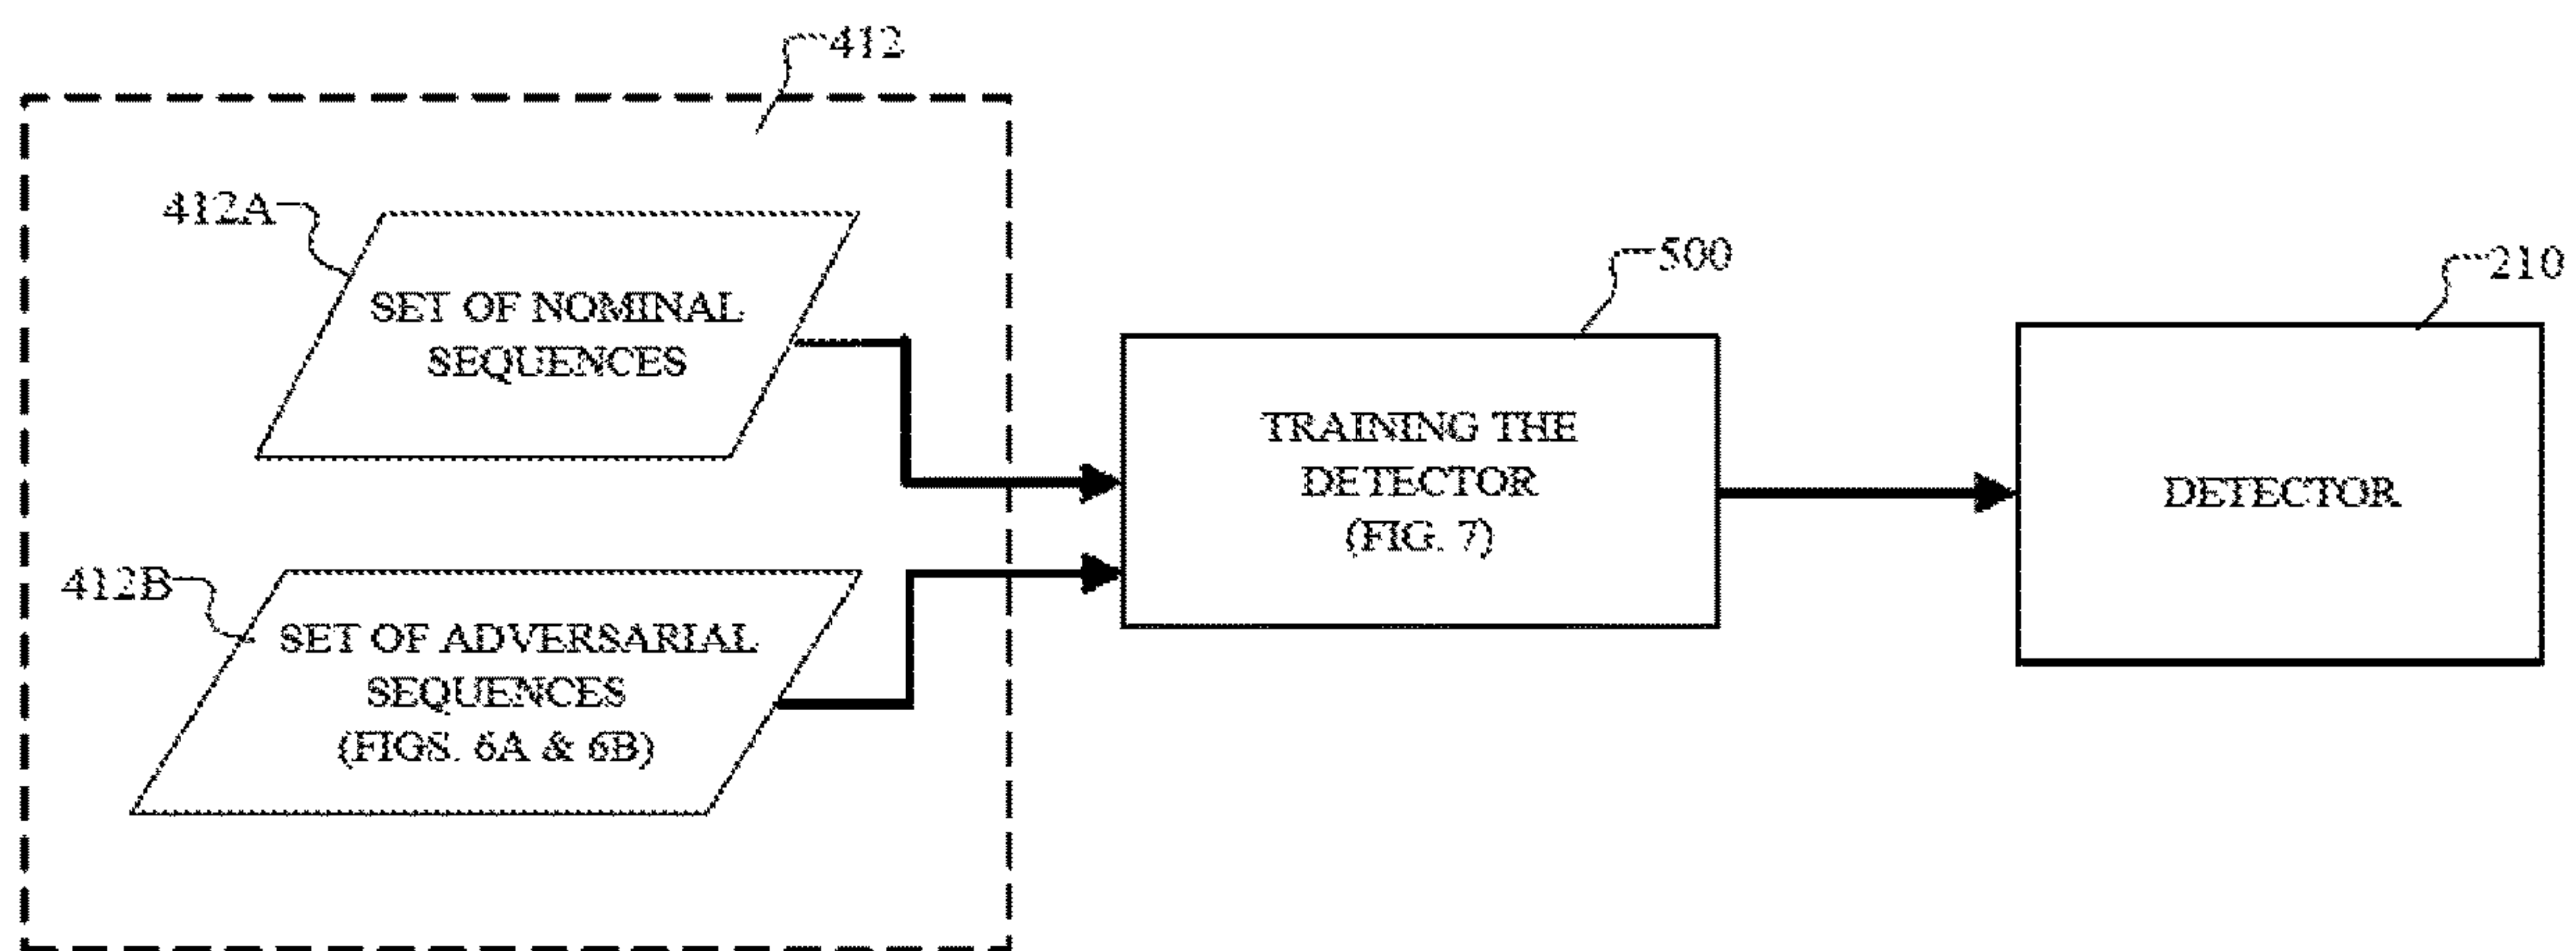 412
412A
SET OF NOMINAL
SEQUENCES
412B
SET OF ADVERSARIAL
SEQUENCES
(FIGS. 6A & 6B)
500
TRAINING THE
DETECTOR
(FIG. 7)
210
DETECTOR